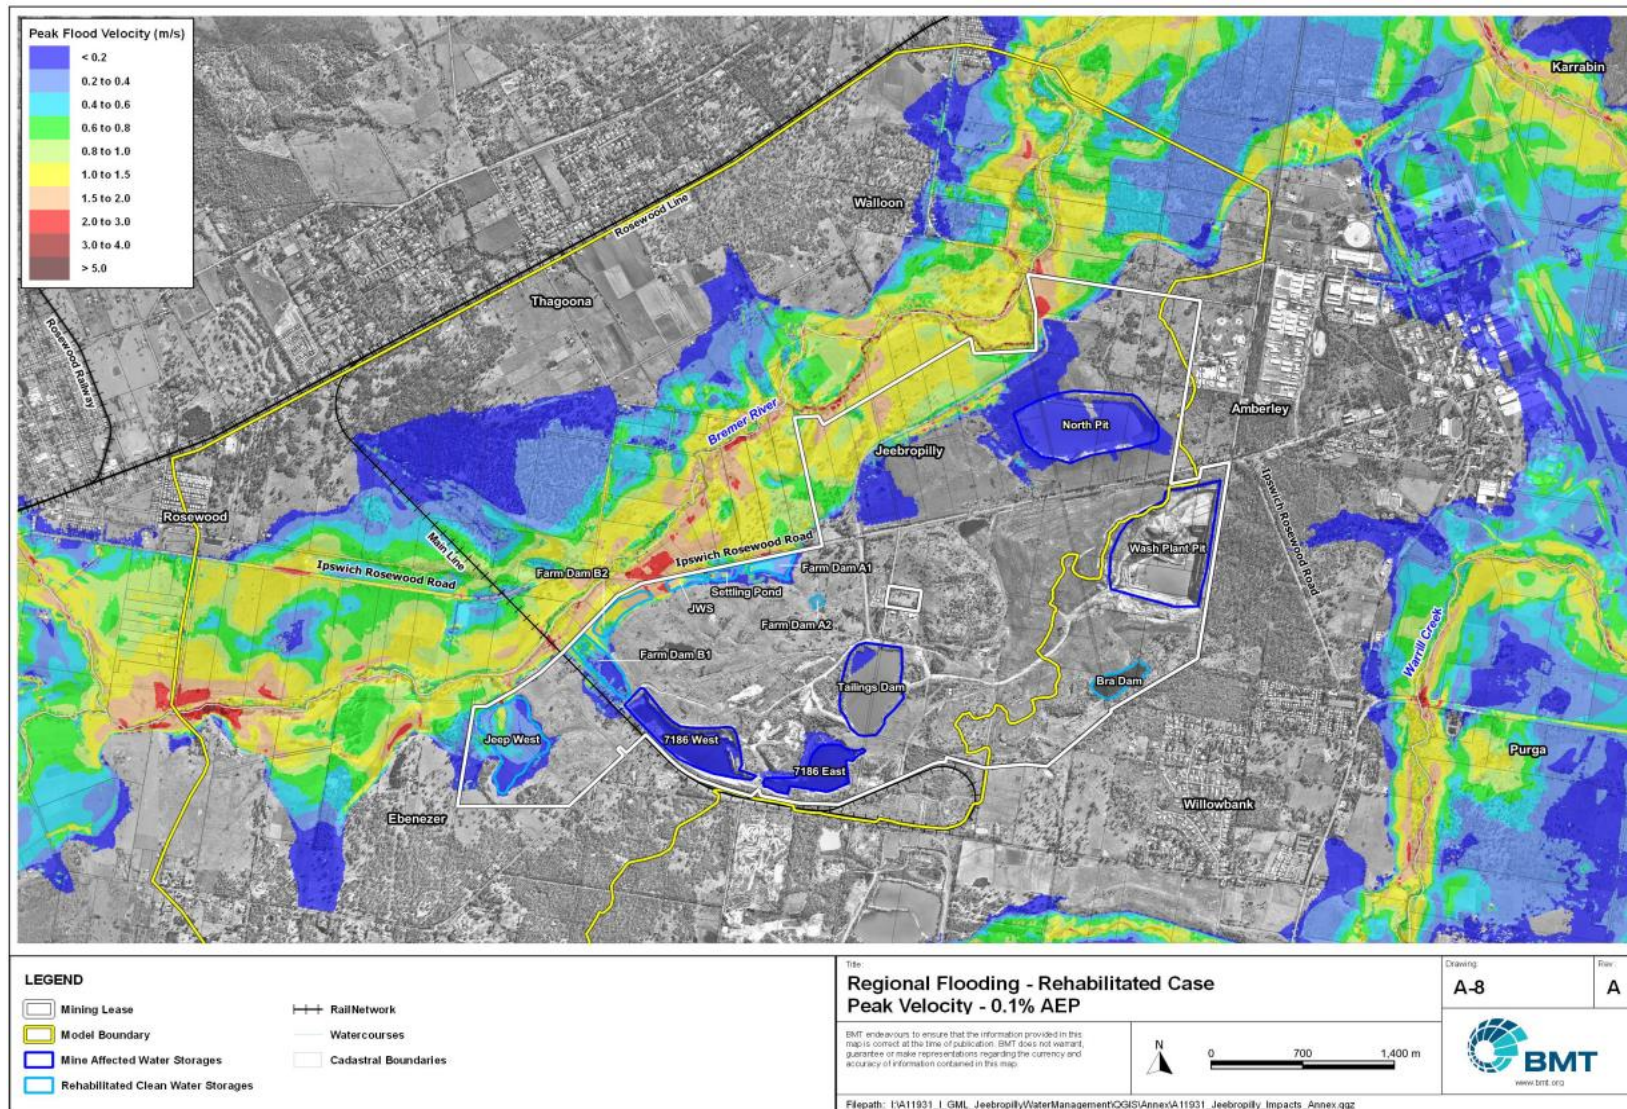 Peak Flood Velocity (m/s)
< 0.2
0.2 to 0.4
0.4 to 0.6
0.6 to 0.8
0.8 to 1.0
1.0 to 1.5
1.5 to 2.0
2.0 to 3.0
3.0 to 4.0
> 5.0
Karrabin
Walloon
Rosewood Line
Thagoona
Rosewood Railway
Bremer River
Amberley
North Pit
Jeebropilly
Ipswich Rosewood Road
Rosewood
Main Line
Ipswich Rosewood Road
Ipswich Rosewood Road
Wash Plant Pit
Farm Dam B2
Farm Dam A1
Settling Pond
JWS
Farm Dam A2
Farm Dam B1
Warrill Creek
Tailings Dam
Bra Dam
Jeep West
7186 West
7186 East
Purga
Willowbank
Ebenezer
LEGEND
Mining Lease
Model Boundary
Mine Affected Water Storages
Rehabilitated Clean Water Storages
RailNetwork
Watercourses
Cadastral Boundaries
Title:
Regional Flooding - Rehabilitated Case
Peak Velocity - 0.1% AEP
BMT endeavours to ensure that the information provided in this
map is correct at the time of publication. BMT does not warrant,
guarantee or make representations regarding the currency and
accuracy of information contained in this map.
N
0 700 1,400 m
Drawing:
A-8
Rev:
A
BMT
www.bmt.org
Filepath: I:\A11931_I_GML_JeebropillyWaterManagement\QGIS\Annex\A11931_Jeebropilly_Impacts_Annex.qgz